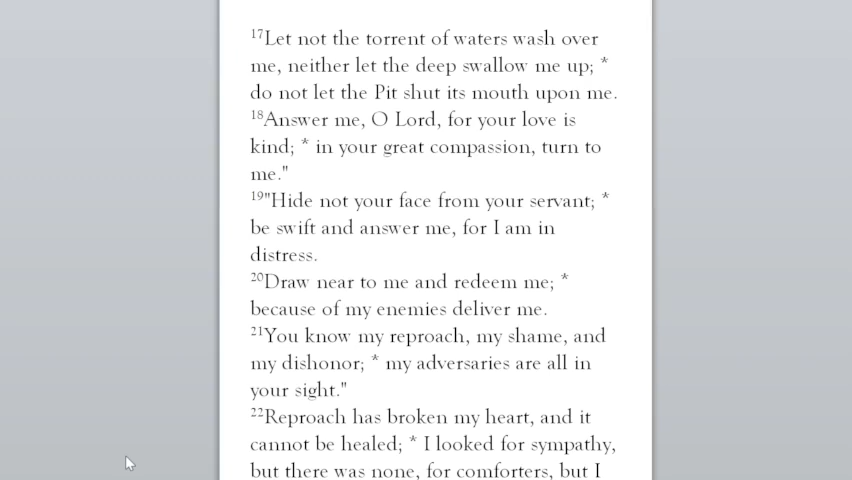 17Let not the torrent of waters wash over
me, neither let the deep swallow me up; *
do not let the Pit shut its mouth upon me.
18Answer me, O Lord, for your love is
kind; * in your great compassion, turn to
me."
19"Hide not your face from your servant; *
be swift and answer me, for I am in
distress.
20Draw near to me and redeem me; *
because of my enemies deliver me.
21You know my reproach, my shame, and
my dishonor; * my adversaries are all in
your sight."
22Reproach has broken my heart, and it
cannot be healed; * I looked for sympathy,
but there was none, for comforters, but I